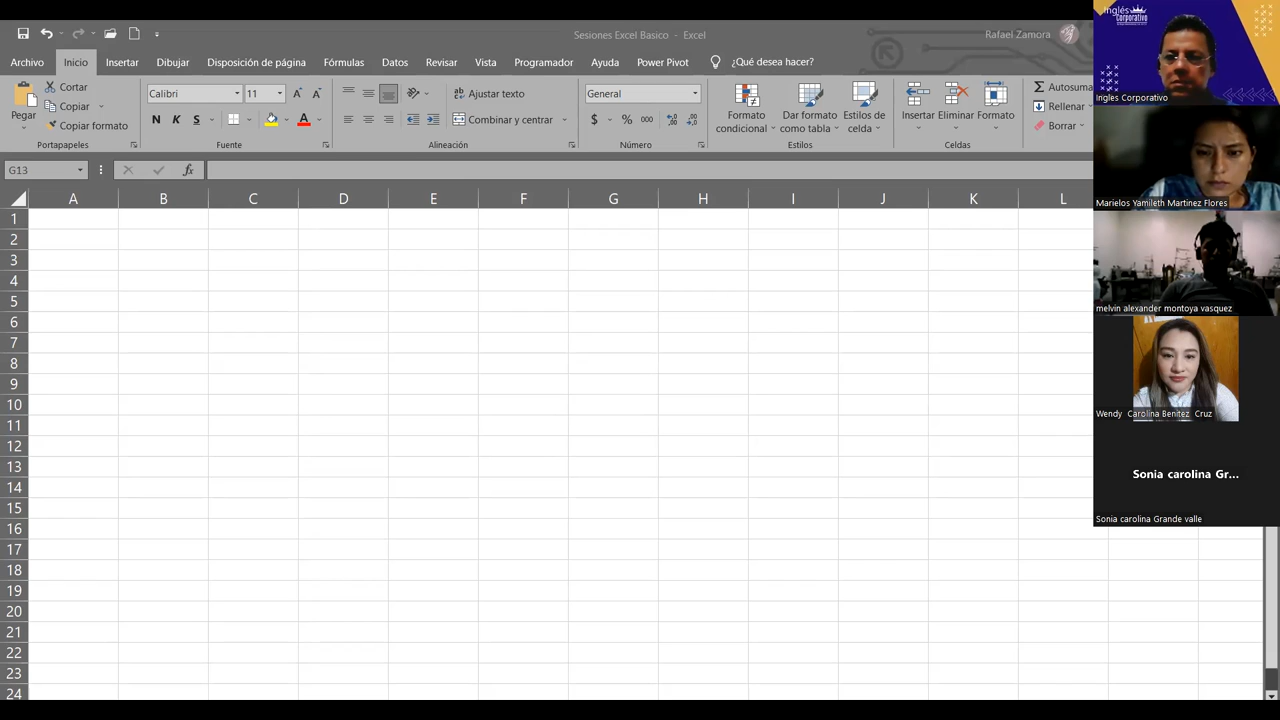 Sesiones Excel Basico - Excel
Rafael Zamora
Archivo Inicio Insertar Dibujar Disposición de página Fórmulas Datos Revisar Vista Programador Ayuda Power Pivot ¿Qué desea hacer?
Pegar
Cortar
Copiar
Copiar formato
Portapapeles
Calibri 11
N K S
Fuente
Ajustar texto
Combinar y centrar
Alineación
General
$ % 000
Número
Formato condicional
Dar formato como tabla
Estilos de celda
Estilos
Insertar Eliminar Formato
Celdas
Autosuma
Rellenar
Borrar
G13
fx
A B C D E F G H I J K L
1
2
3
4
5
6
7
8
9
10
11
12
13
14
15
16
17
18
19
20
21
22
23
24
Inglés
Corporativo
Ingles Corporativo
Marielos Yamileth Martinez Flores
melvin alexander montoya vasquez
Wendy Carolina Benitez Cruz
Sonia carolina Gr...
Sonia carolina Grande valle